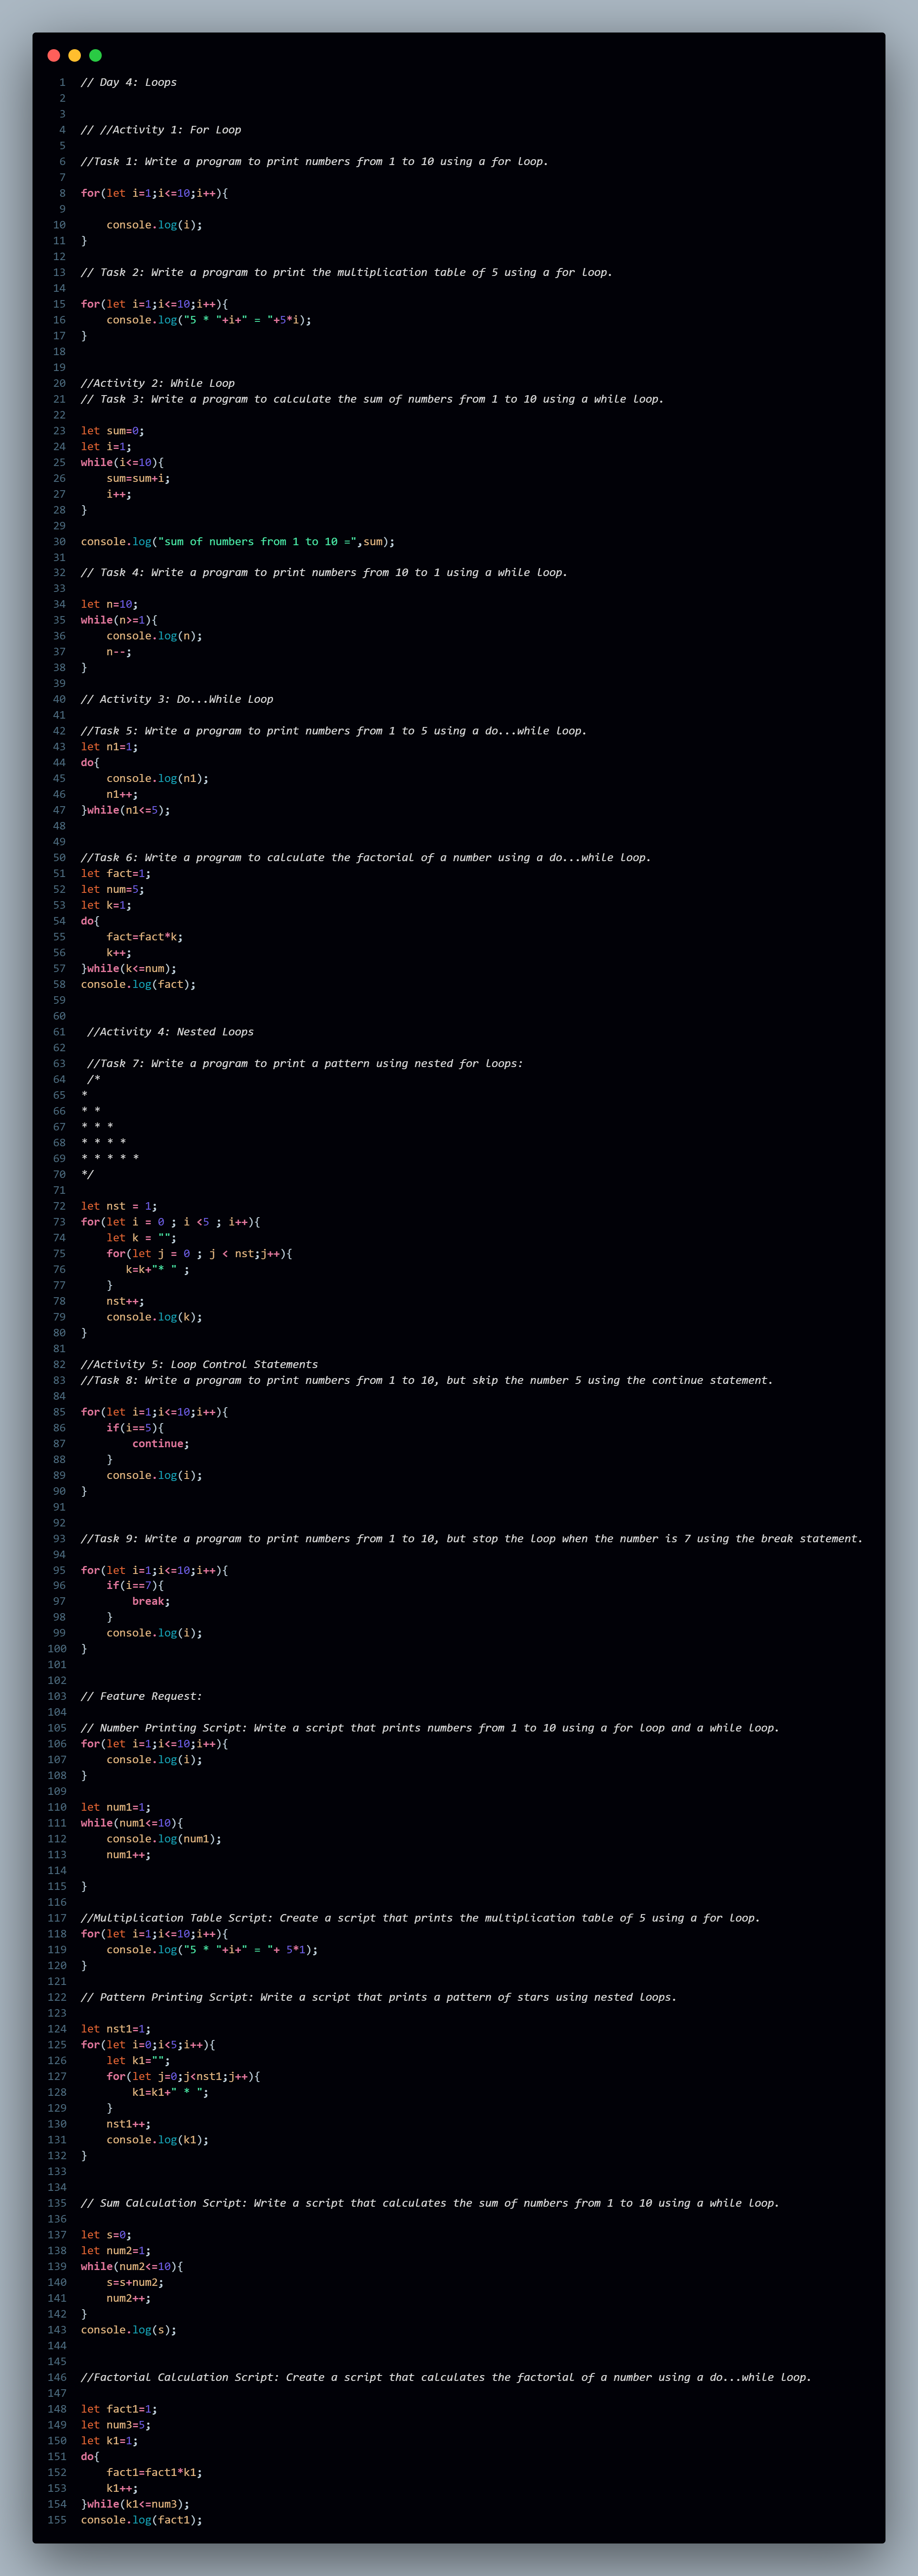 1 // Day 4: Loops
2
3
4 // //Activity 1: For Loop
5
6 //Task 1: Write a program to print numbers from 1 to 10 using a for loop.
7
8 for(let i=1;i<=10;i++){
9
10     console.log(i);
11 }
12
13 // Task 2: Write a program to print the multiplication table of 5 using a for loop.
14
15 for(let i=1;i<=10;i++){
16     console.log("5 * "+i+" = "+5*i);
17 }
18
19
20 //Activity 2: While Loop
21 // Task 3: Write a program to calculate the sum of numbers from 1 to 10 using a while loop.
22
23 let sum=0;
24 let i=1;
25 while(i<=10){
26     sum=sum+i;
27     i++;
28 }
29
30 console.log("sum of numbers from 1 to 10 =",sum);
31
32 // Task 4: Write a program to print numbers from 10 to 1 using a while loop.
33
34 let n=10;
35 while(n>=1){
36     console.log(n);
37     n--;
38 }
39
40 // Activity 3: Do...While Loop
41
42 //Task 5: Write a program to print numbers from 1 to 5 using a do...while loop.
43 let n1=1;
44 do{
45     console.log(n1);
46     n1++;
47 }while(n1<=5);
48
49
50 //Task 6: Write a program to calculate the factorial of a number using a do...while loop.
51 let fact=1;
52 let num=5;
53 let k=1;
54 do{
55     fact=fact*k;
56     k++;
57 }while(k<=num);
58 console.log(fact);
59
60
61  //Activity 4: Nested Loops
62
63  //Task 7: Write a program to print a pattern using nested for loops:
64  /*
65 *
66 * *
67 * * *
68 * * * *
69 * * * * *
70 */
71
72 let nst = 1;
73 for(let i = 0 ; i <5 ; i++){
74     let k = "";
75     for(let j = 0 ; j < nst;j++){
76        k=k+"* " ;
77     }
78     nst++;
79     console.log(k);
80 }
81
82 //Activity 5: Loop Control Statements
83 //Task 8: Write a program to print numbers from 1 to 10, but skip the number 5 using the continue statement.
84
85 for(let i=1;i<=10;i++){
86     if(i==5){
87         continue;
88     }
89     console.log(i);
90 }
91
92
93 //Task 9: Write a program to print numbers from 1 to 10, but stop the loop when the number is 7 using the break statement.
94
95 for(let i=1;i<=10;i++){
96     if(i==7){
97         break;
98     }
99     console.log(i);
100 }
101
102
103 // Feature Request:
104
105 // Number Printing Script: Write a script that prints numbers from 1 to 10 using a for loop and a while loop.
106 for(let i=1;i<=10;i++){
107     console.log(i);
108 }
109
110 let num1=1;
111 while(num1<=10){
112     console.log(num1);
113     num1++;
114
115 }
116
117 //Multiplication Table Script: Create a script that prints the multiplication table of 5 using a for loop.
118 for(let i=1;i<=10;i++){
119     console.log("5 * "+i+" = "+ 5*1);
120 }
121
122 // Pattern Printing Script: Write a script that prints a pattern of stars using nested loops.
123
124 let nst1=1;
125 for(let i=0;i<5;i++){
126     let k1="";
127     for(let j=0;j<nst1;j++){
128         k1=k1+" * ";
129     }
130     nst1++;
131     console.log(k1);
132 }
133
134
135 // Sum Calculation Script: Write a script that calculates the sum of numbers from 1 to 10 using a while loop.
136
137 let s=0;
138 let num2=1;
139 while(num2<=10){
140     s=s+num2;
141     num2++;
142 }
143 console.log(s);
144
145
146 //Factorial Calculation Script: Create a script that calculates the factorial of a number using a do...while loop.
147
148 let fact1=1;
149 let num3=5;
150 let k1=1;
151 do{
152     fact1=fact1*k1;
153     k1++;
154 }while(k1<=num3);
155 console.log(fact1);